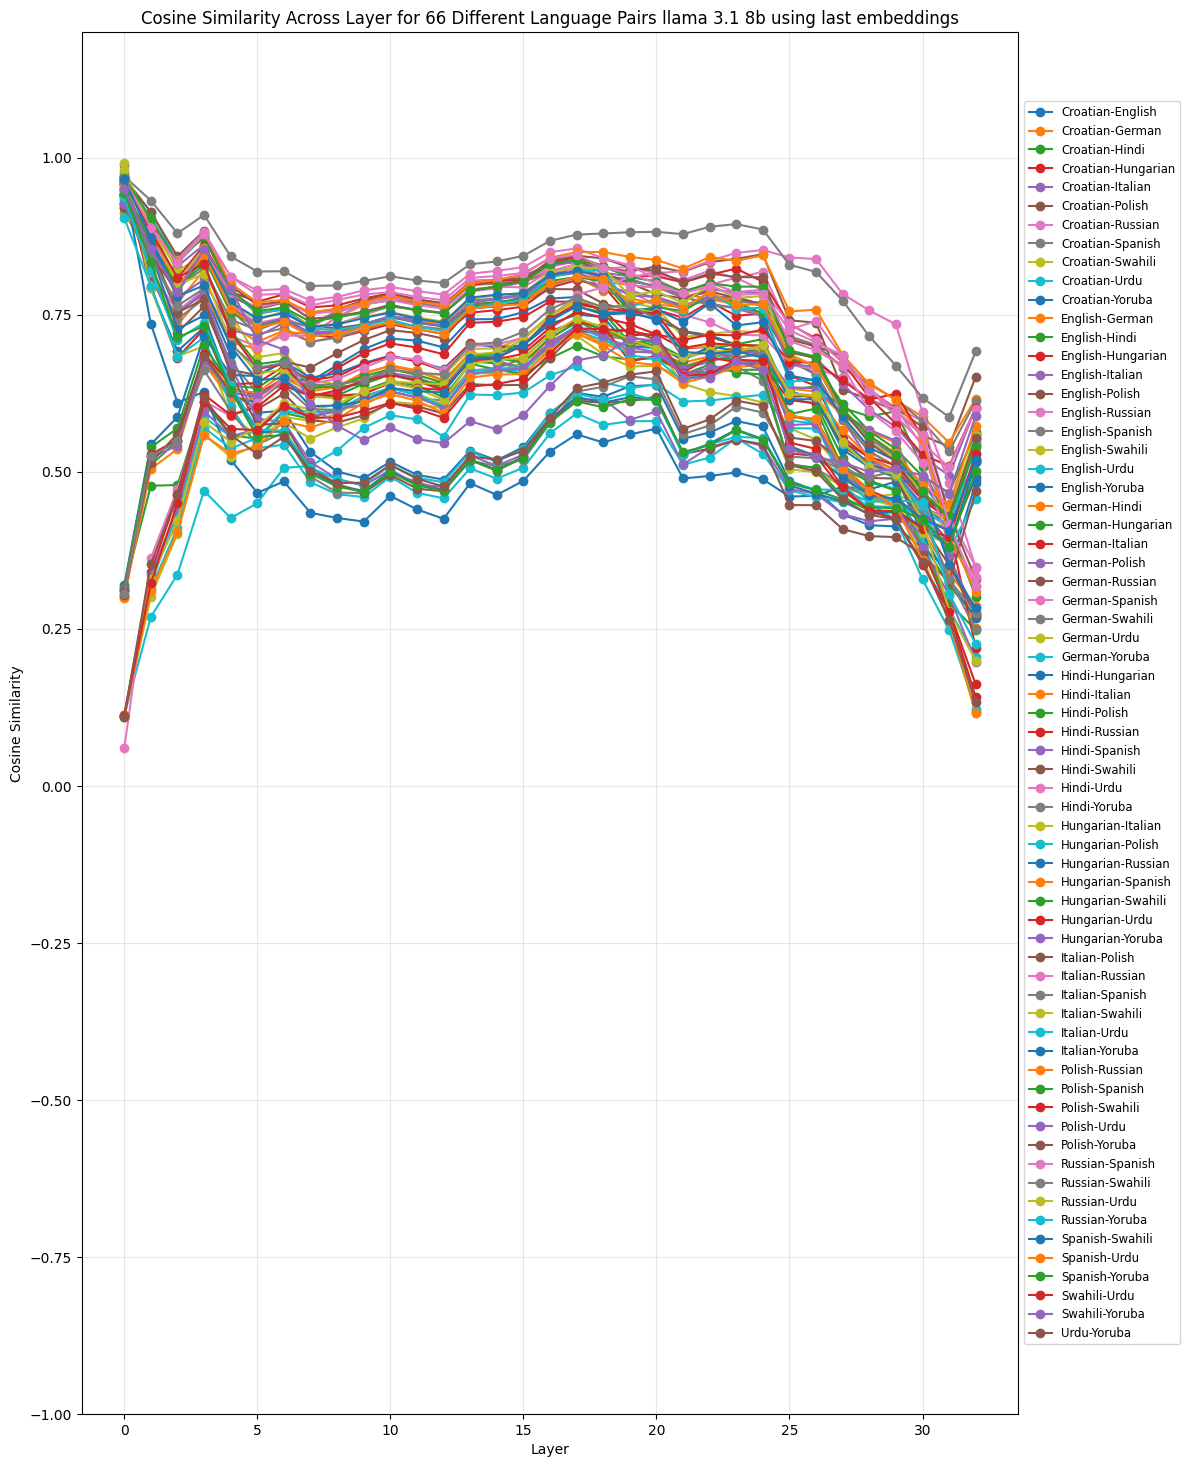 Cosine Similarity Across Layer for 66 Different Language Pairs llama 3.1 8b using last embeddings
Cosine Similarity
1.00
0.75
0.50
0.25
0.00
−0.25
−0.50
−0.75
−1.00
0 5 10 15 20 25 30
Layer
Croatian-English
Croatian-German
Croatian-Hindi
Croatian-Hungarian
Croatian-Italian
Croatian-Polish
Croatian-Russian
Croatian-Spanish
Croatian-Swahili
Croatian-Urdu
Croatian-Yoruba
English-German
English-Hindi
English-Hungarian
English-Italian
English-Polish
English-Russian
English-Spanish
English-Swahili
English-Urdu
English-Yoruba
German-Hindi
German-Hungarian
German-Italian
German-Polish
German-Russian
German-Spanish
German-Swahili
German-Urdu
German-Yoruba
Hindi-Hungarian
Hindi-Italian
Hindi-Polish
Hindi-Russian
Hindi-Spanish
Hindi-Swahili
Hindi-Urdu
Hindi-Yoruba
Hungarian-Italian
Hungarian-Polish
Hungarian-Russian
Hungarian-Spanish
Hungarian-Swahili
Hungarian-Urdu
Hungarian-Yoruba
Italian-Polish
Italian-Russian
Italian-Spanish
Italian-Swahili
Italian-Urdu
Italian-Yoruba
Polish-Russian
Polish-Spanish
Polish-Swahili
Polish-Urdu
Polish-Yoruba
Russian-Spanish
Russian-Swahili
Russian-Urdu
Russian-Yoruba
Spanish-Swahili
Spanish-Urdu
Spanish-Yoruba
Swahili-Urdu
Swahili-Yoruba
Urdu-Yoruba